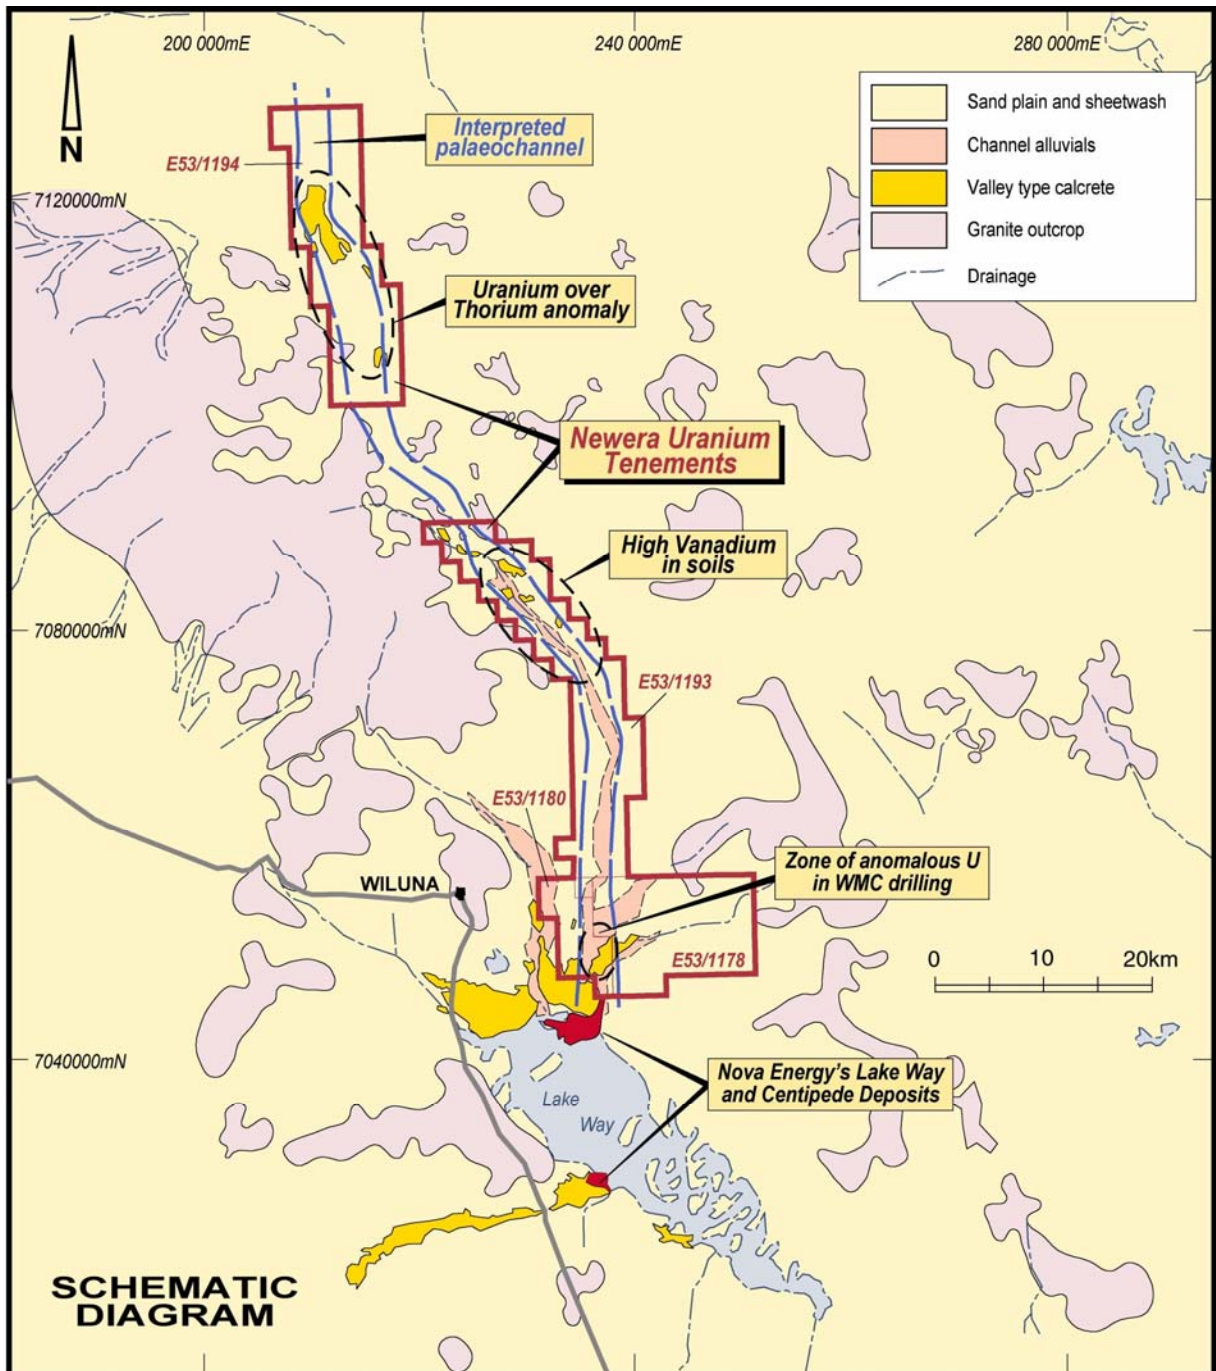 200 000mE
240 000mE
280 000mE
N
Interpreted
palaeochannel
E53/1194
7120000mN
Sand plain and sheetwash
Channel alluvials
Valley type calcrete
Granite outcrop
Drainage
Uranium over
Thorium anomaly
Newera Uranium
Tenements
High Vanadium
in soils
7080000mN
E53/1193
E53/1180
Zone of anomalous U
in WMC drilling
WILUNA
E53/1178
0 10 20km
7040000mN
Nova Energy's Lake Way
and Centipede Deposits
Lake
Way
SCHEMATIC
DIAGRAM